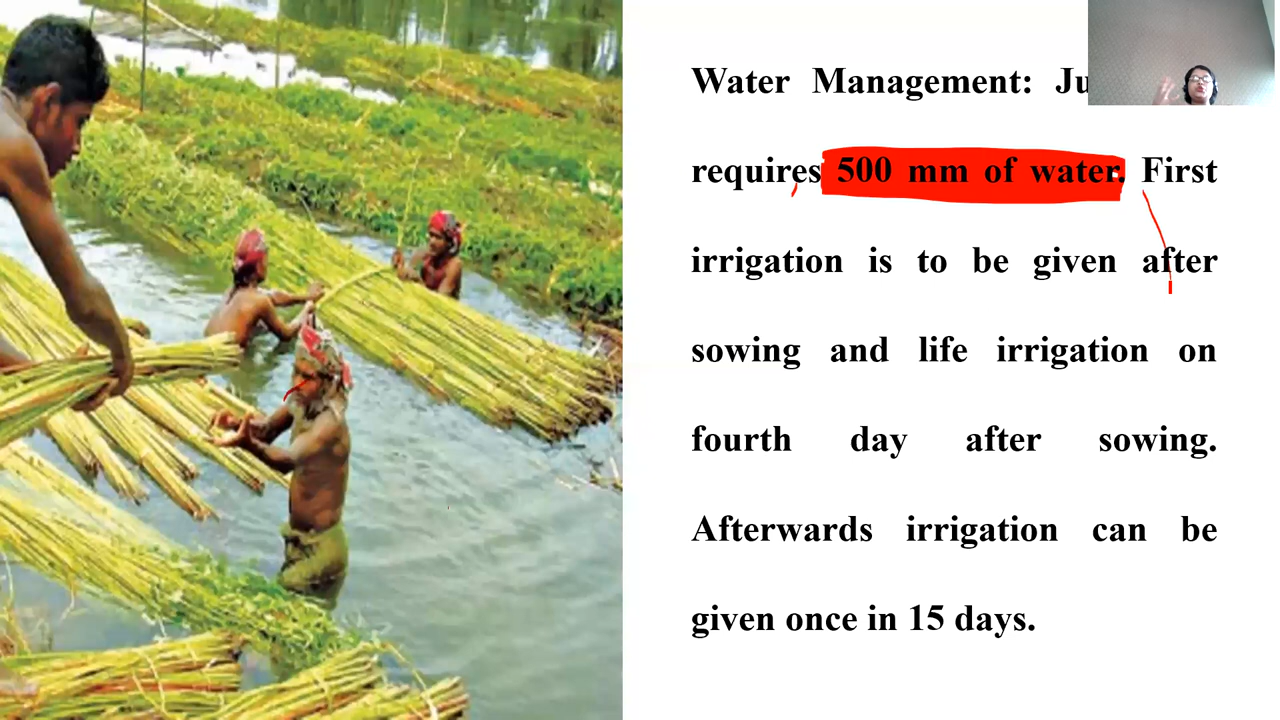 Water Management: Ju
requires 500 mm of water. First
irrigation is to be given after
sowing and life irrigation on
fourth day after sowing.
Afterwards irrigation can be
given once in 15 days.